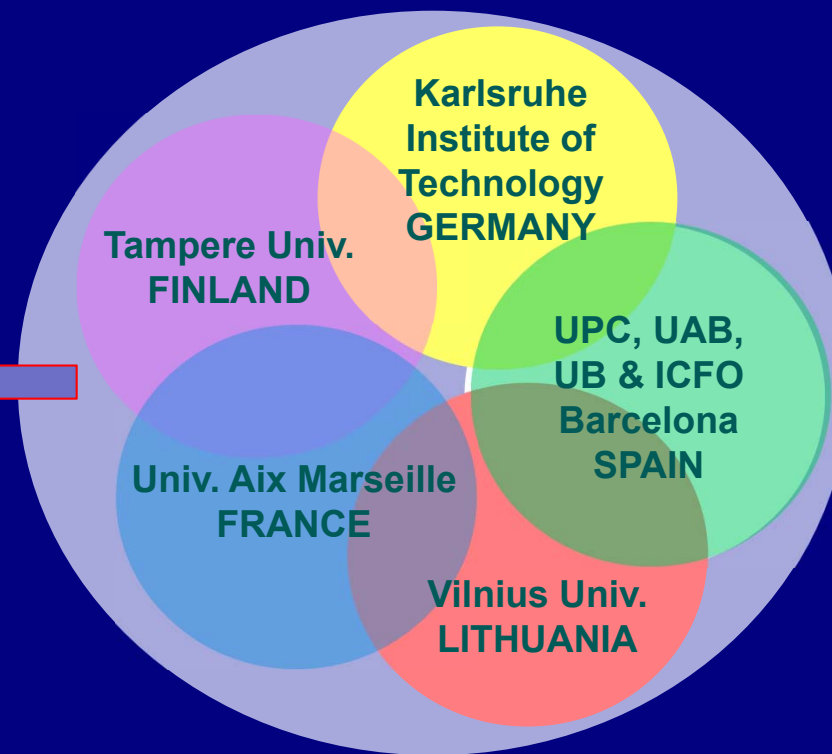 Karlsruhe
Institute of
Technology
GERMANY
Tampere Univ.
FINLAND
UPC, UAB,
UB & ICFO
Barcelona
SPAIN
Univ. Aix Marseille
FRANCE
Vilnius Univ.
LITHUANIA